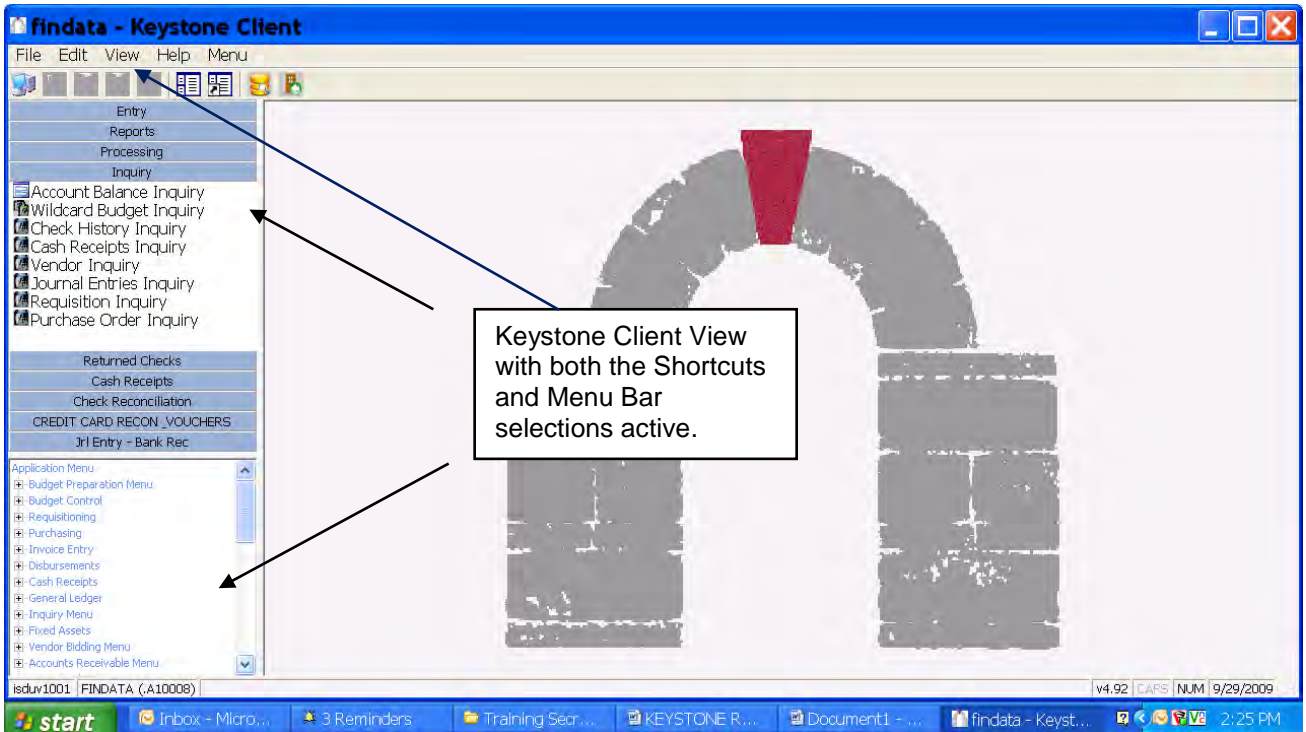 findata - Keystone Client
File Edit View Help Menu
Entry
Reports
Processing
Inquiry
Account Balance Inquiry
Wildcard Budget Inquiry
Check History Inquiry
Cash Receipts Inquiry
Vendor Inquiry
Journal Entries Inquiry
Requisition Inquiry
Purchase Order Inquiry
Returned Checks
Cash Receipts
Check Reconciliation
CREDIT CARD RECON _VOUCHERS
Jrl Entry - Bank Rec
Keystone Client View
with both the Shortcuts
and Menu Bar
selections active.
Application Menu
Budget Preparation Menu
Budget Control
Requisitioning
Purchasing
Invoice Entry
Disbursements
Cash Receipts
General Ledger
Inquiry Menu
Fixed Assets
Vendor Bidding Menu
Accounts Receivable Menu
isduv1001 FINDATA (.A10008) v4.92 CAPS NUM 9/29/2009
start Inbox - Micro... 3 Reminders Training Secr... KEYSTONE R... Document1 - ... findata - Keyst... 2:25 PM